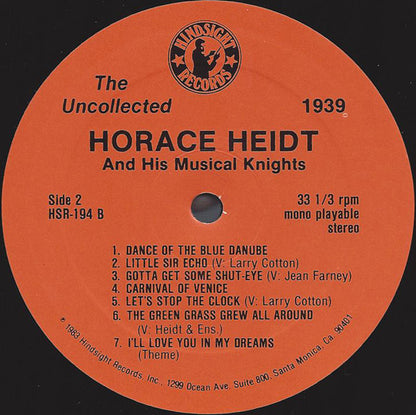 HINDSIGHT
RECORDS
The
Uncollected
1939
HORACE HEIDT
And His Musical Knights
Side 2
HSR-194 B
33 1/3 rpm
mono playable
stereo
1. DANCE OF THE BLUE DANUBE
2. LITTLE SIR ECHO (V: Larry Cotton)
3. GOTTA GET SOME SHUT-EYE (V: Jean Farney)
4. CARNIVAL OF VENICE
5. LET'S STOP THE CLOCK (V: Larry Cotton)
6. THE GREEN GRASS GREW ALL AROUND
(V: Heidt & Ens.)
7. I'LL LOVE YOU IN MY DREAMS
(Theme)
℗ 1983 Hindsight Records, Inc., 1299 Ocean Ave. Suite 800, Santa Monica, Ca. 90401